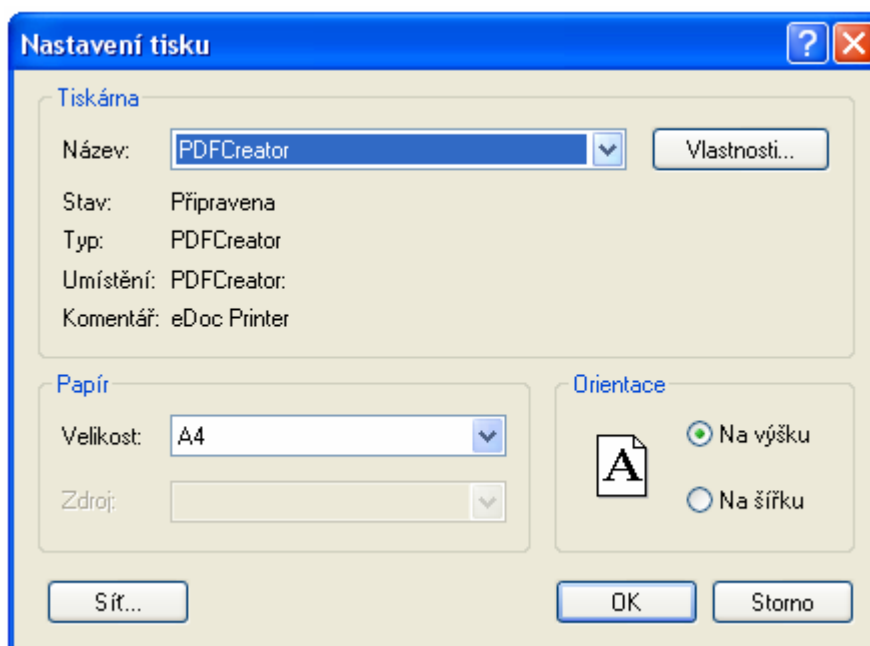 Nastavení tisku
Tiskárna
Název: PDFCreator Vlastnosti...
Stav: Připravena
Typ: PDFCreator
Umístění: PDFCreator:
Komentář: eDoc Printer
Papír
Velikost: A4
Zdroj:
Orientace
A
Na výšku
Na šířku
Síť... OK Storno